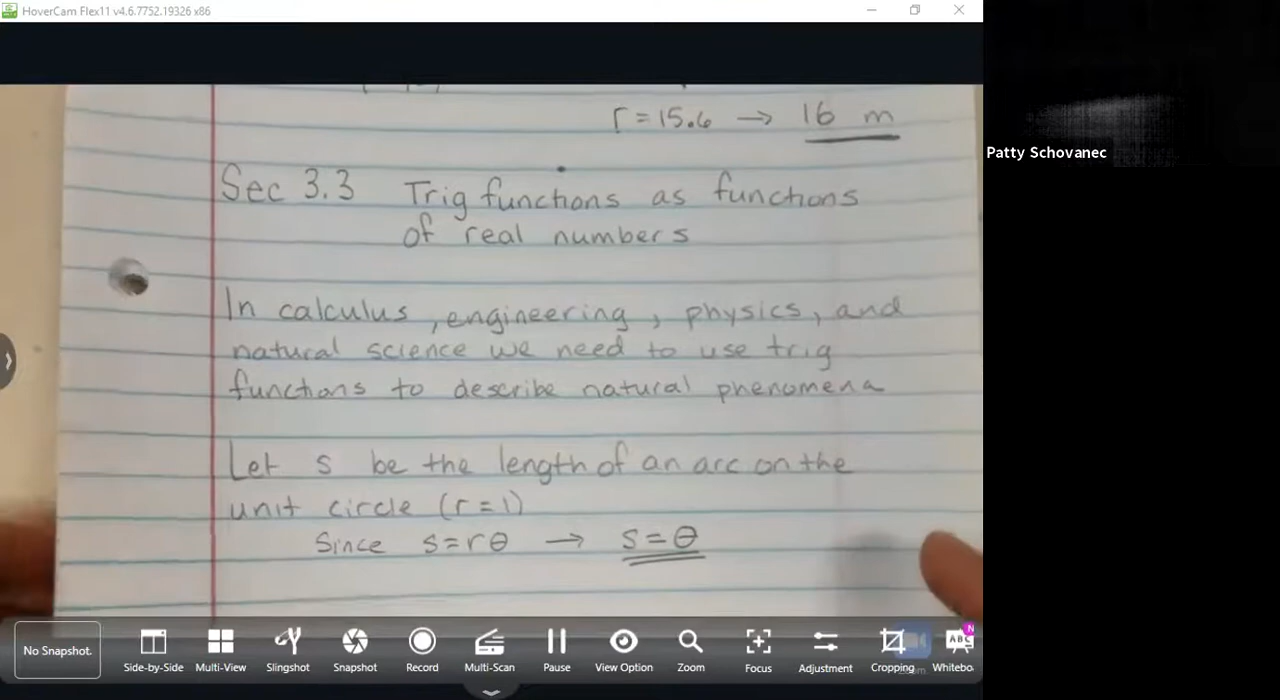 HoverCam Flex11 v4.6.7752.19326 x86
r = 15.6 → 16 m
Patty Schovanec
Sec 3.3 Trig functions as functions
of real numbers
In calculus, engineering, physics, and
natural science we need to use trig
functions to describe natural phenomena
Let s be the length of an arc on the
unit circle (r = 1)
Since s = rθ → s = θ
No Snapshot.
Side-by-Side Multi-View Slingshot Snapshot Record Multi-Scan Pause View Option Zoom Focus Adjustment Cropping Whitebo
N
ABC